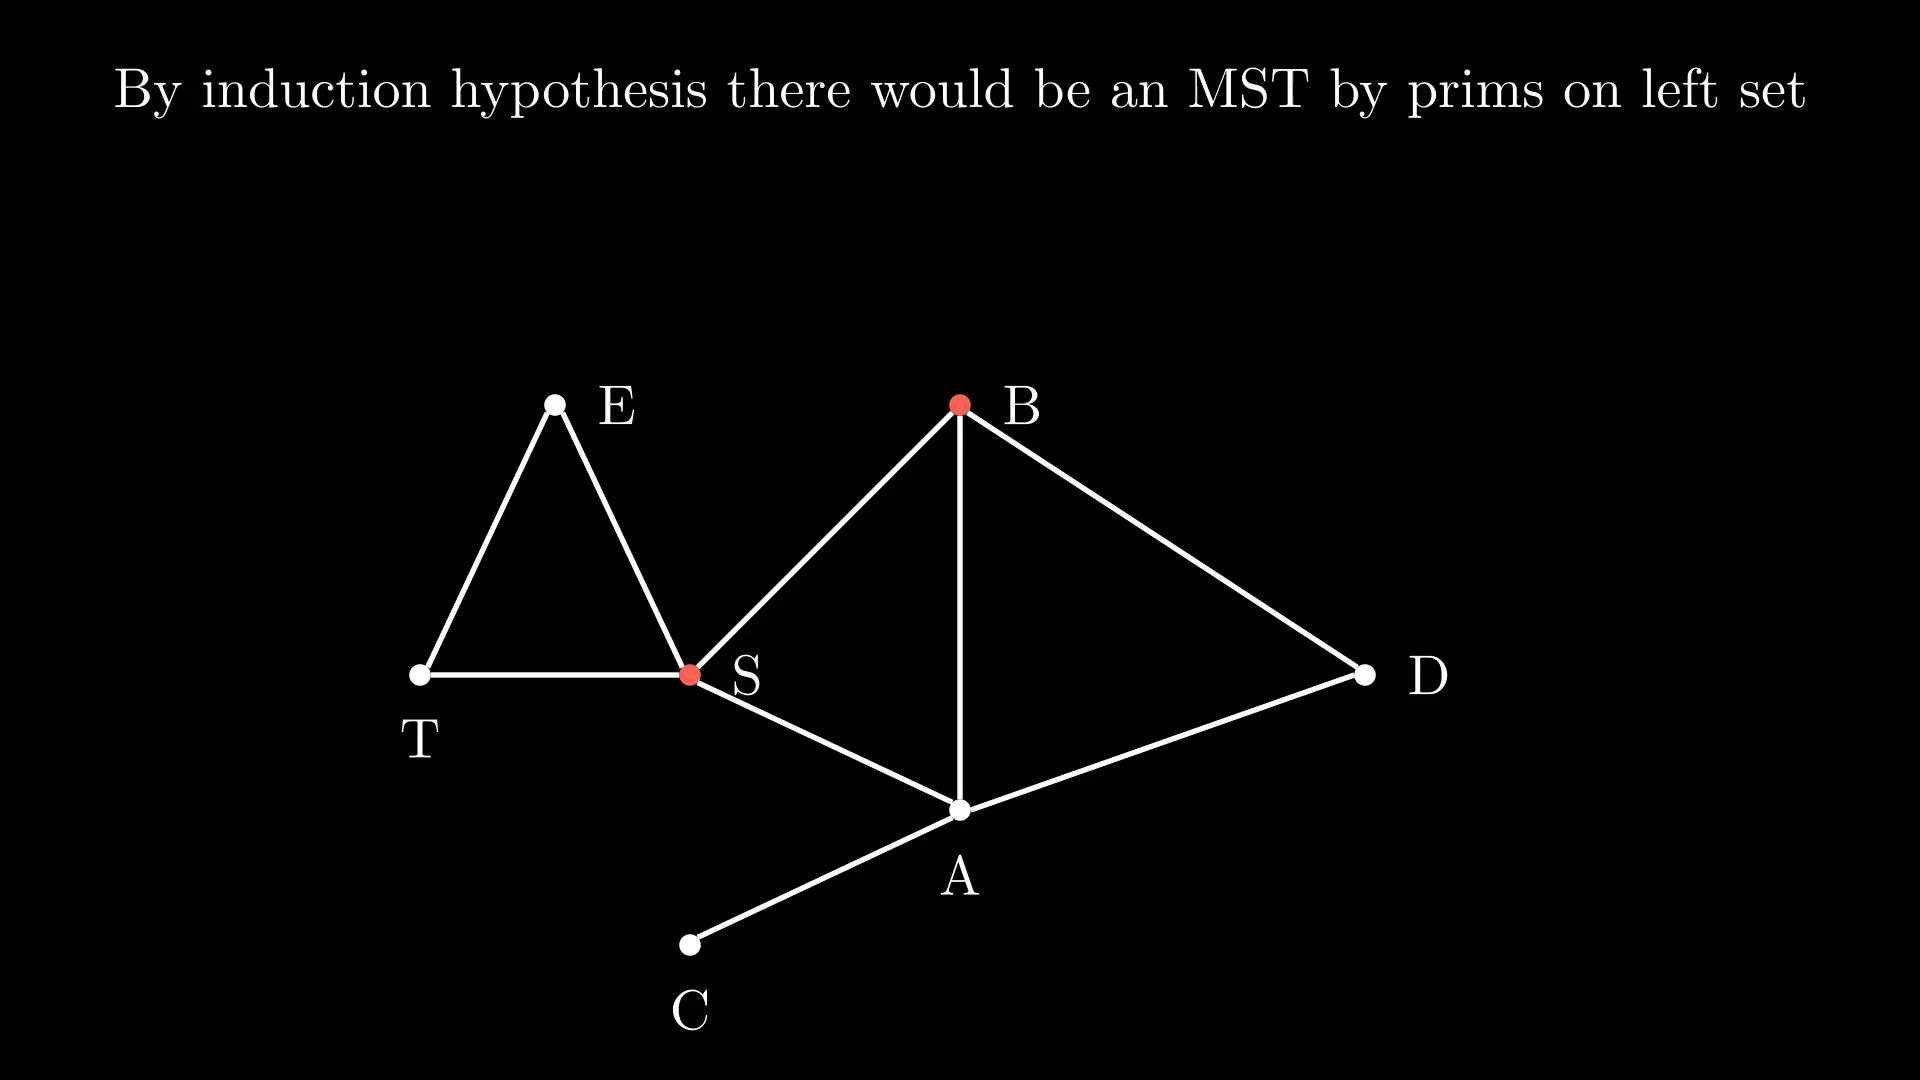 By induction hypothesis there would be an MST by prims on left set
E
B
S
D
T
A
C